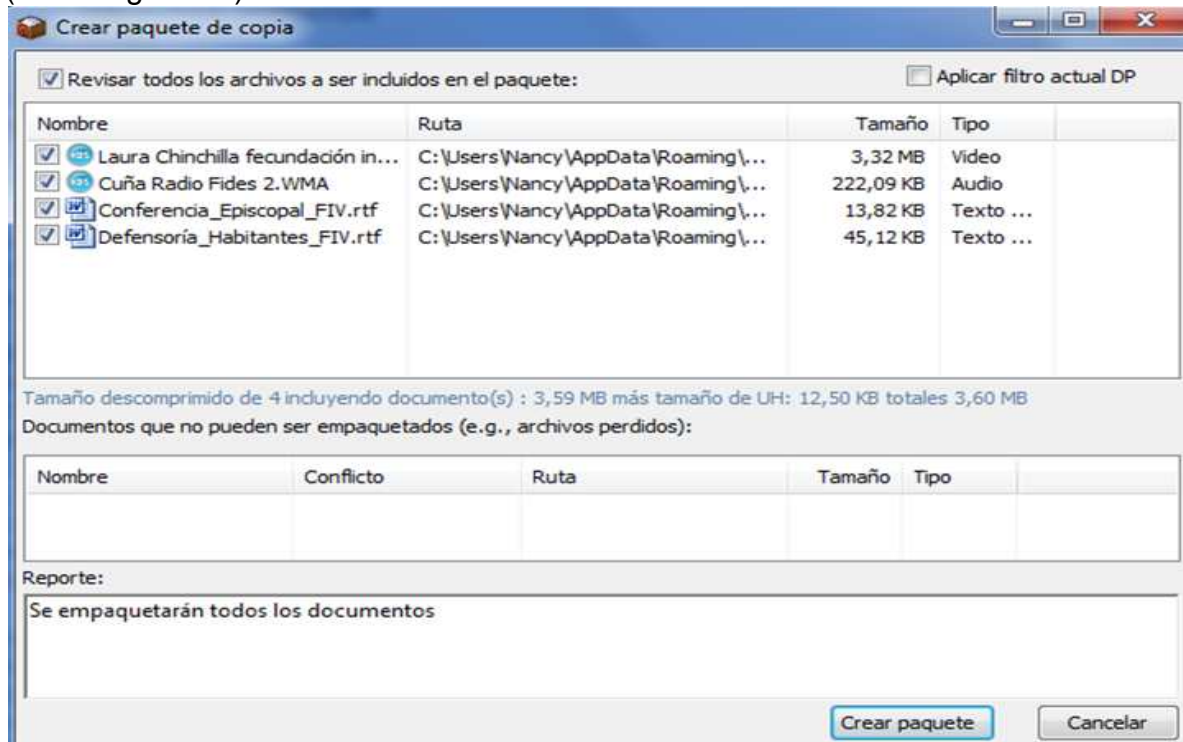 Crear paquete de copia
Revisar todos los archivos a ser incluidos en el paquete:
Aplicar filtro actual DP
Nombre Ruta Tamaño Tipo
Laura Chinchilla fecundación in... C:\Users\Nancy\AppData\Roaming\... 3,32 MB Video
Cuña Radio Fides 2.WMA C:\Users\Nancy\AppData\Roaming\... 222,09 KB Audio
Conferencia_Episcopal_FIV.rtf C:\Users\Nancy\AppData\Roaming\... 13,82 KB Texto ...
Defensoría_Habitantes_FIV.rtf C:\Users\Nancy\AppData\Roaming\... 45,12 KB Texto ...
Tamaño descomprimido de 4 incluyendo documento(s) : 3,59 MB más tamaño de UH: 12,50 KB totales 3,60 MB
Documentos que no pueden ser empaquetados (e.g., archivos perdidos):
Nombre Conflicto Ruta Tamaño Tipo
Reporte:
Se empaquetarán todos los documentos
Crear paquete Cancelar